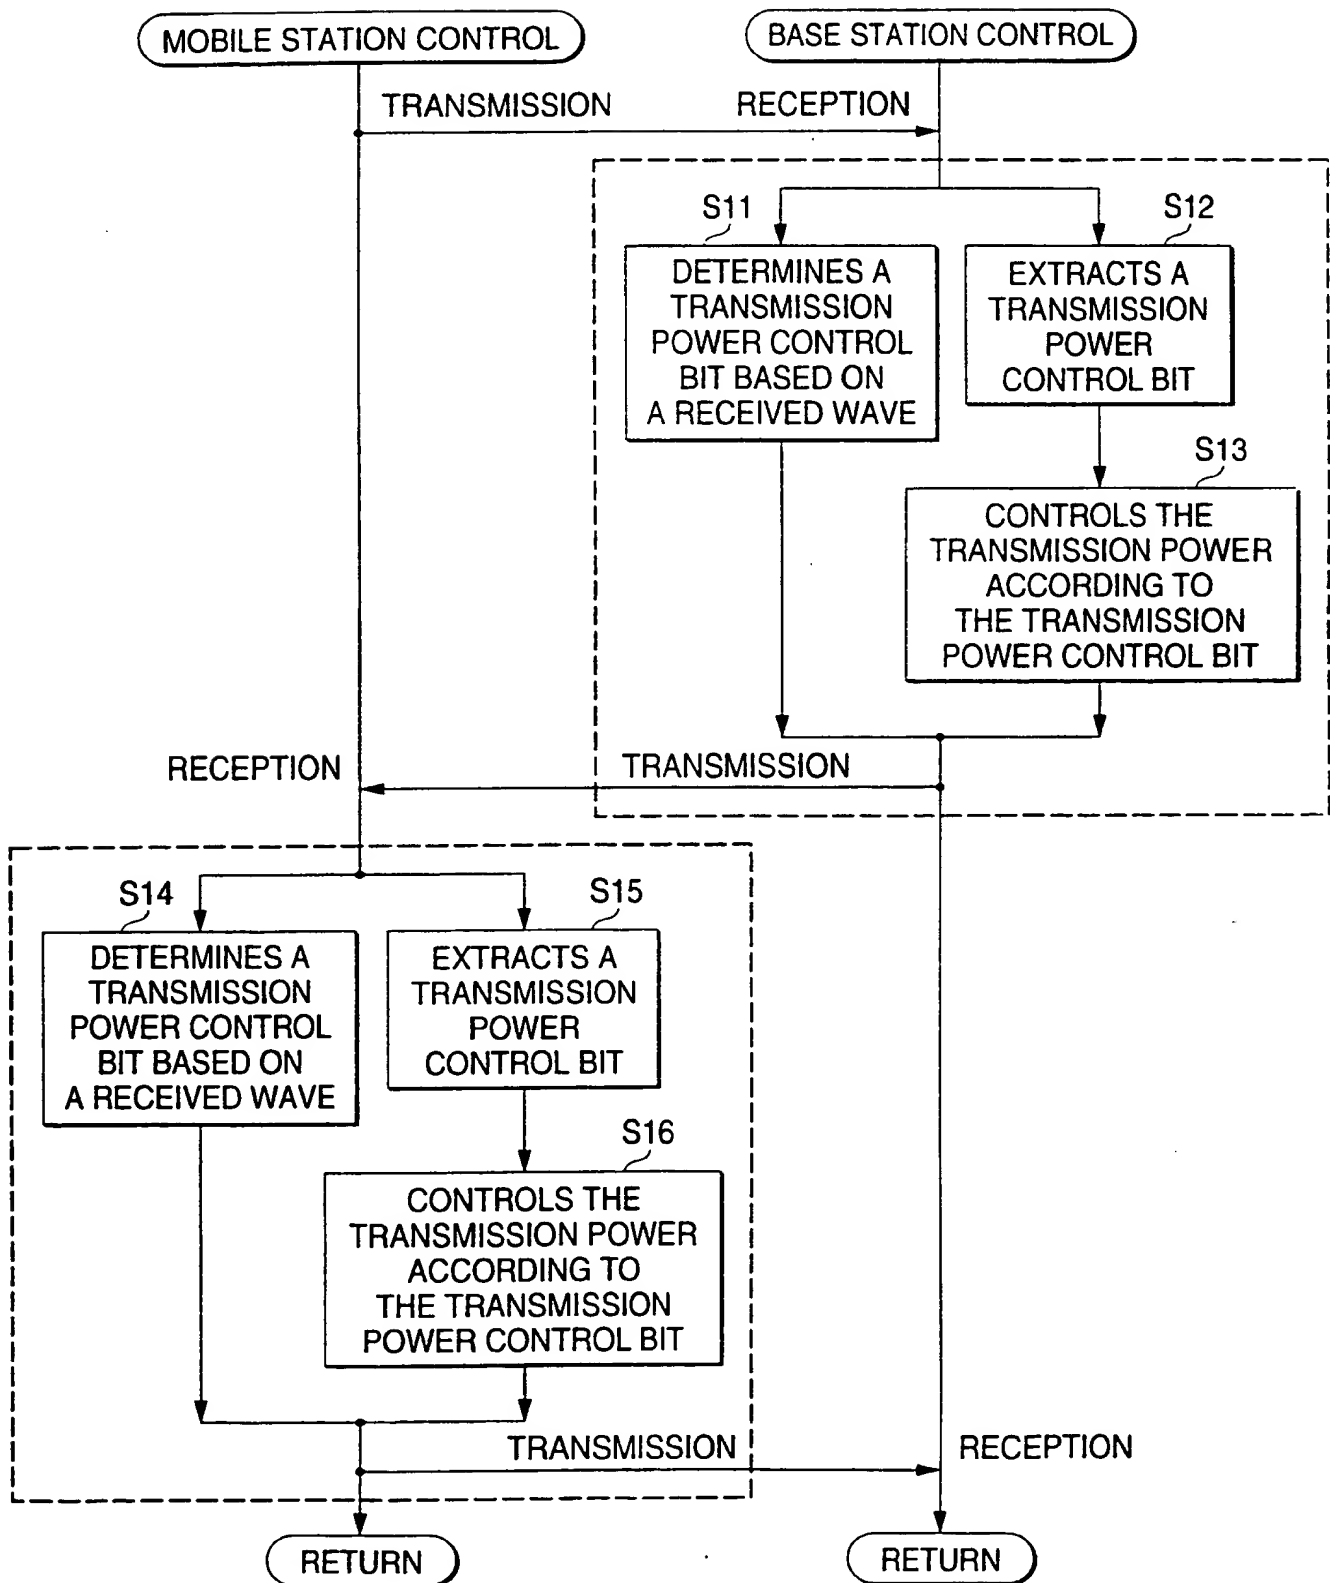 MOBILE STATION CONTROL
BASE STATION CONTROL
TRANSMISSION
RECEPTION
S11
DETERMINES A
TRANSMISSION
POWER CONTROL
BIT BASED ON
A RECEIVED WAVE
S12
EXTRACTS A
TRANSMISSION
POWER
CONTROL BIT
S13
CONTROLS THE
TRANSMISSION POWER
ACCORDING TO
THE TRANSMISSION
POWER CONTROL BIT
RECEPTION
TRANSMISSION
S14
DETERMINES A
TRANSMISSION
POWER CONTROL
BIT BASED ON
A RECEIVED WAVE
S15
EXTRACTS A
TRANSMISSION
POWER
CONTROL BIT
S16
CONTROLS THE
TRANSMISSION POWER
ACCORDING TO
THE TRANSMISSION
POWER CONTROL BIT
TRANSMISSION
RECEPTION
RETURN
RETURN